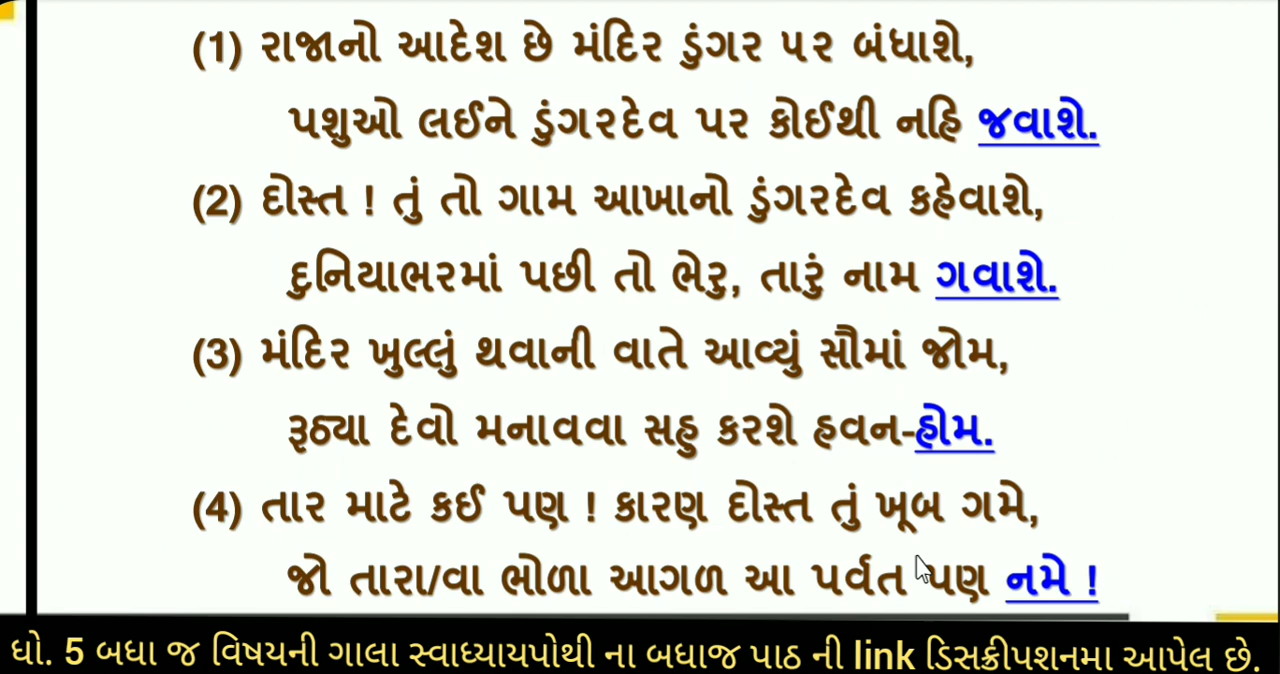 (1) રાજાનો આદેશ છે મંદિર ડુંગર પર બંધાશે,
પશુઓ લઈને ડુંગરદેવ પર કોઈથી નહિ જવાશે.
(2) દોસ્ત ! તું તો ગામ આખાનો ડુંગરદેવ કહેવાશે,
દુનિયાભરમાં પછી તો ભેરુ, તારું નામ ગવાશે.
(3) મંદિર ખુલ્લું થવાની વાતે આવ્યું સૌમાં જોમ,
રૂઠ્યા દેવો મનાવવા સહુ કરશે હવન-હોમ.
(4) તાર માટે કઈ પણ ! કારણ દોસ્ત તું ખૂબ ગમે,
જો તારા/વા ભોળા આગળ આ પર્વત પણ નમે !
ધો. 5 બધા જ વિષયની ગાલા સ્વાધ્યાયપોથી ના બધાજ પાઠ ની link ડિસક્રીપશનમા આપેલ છે.